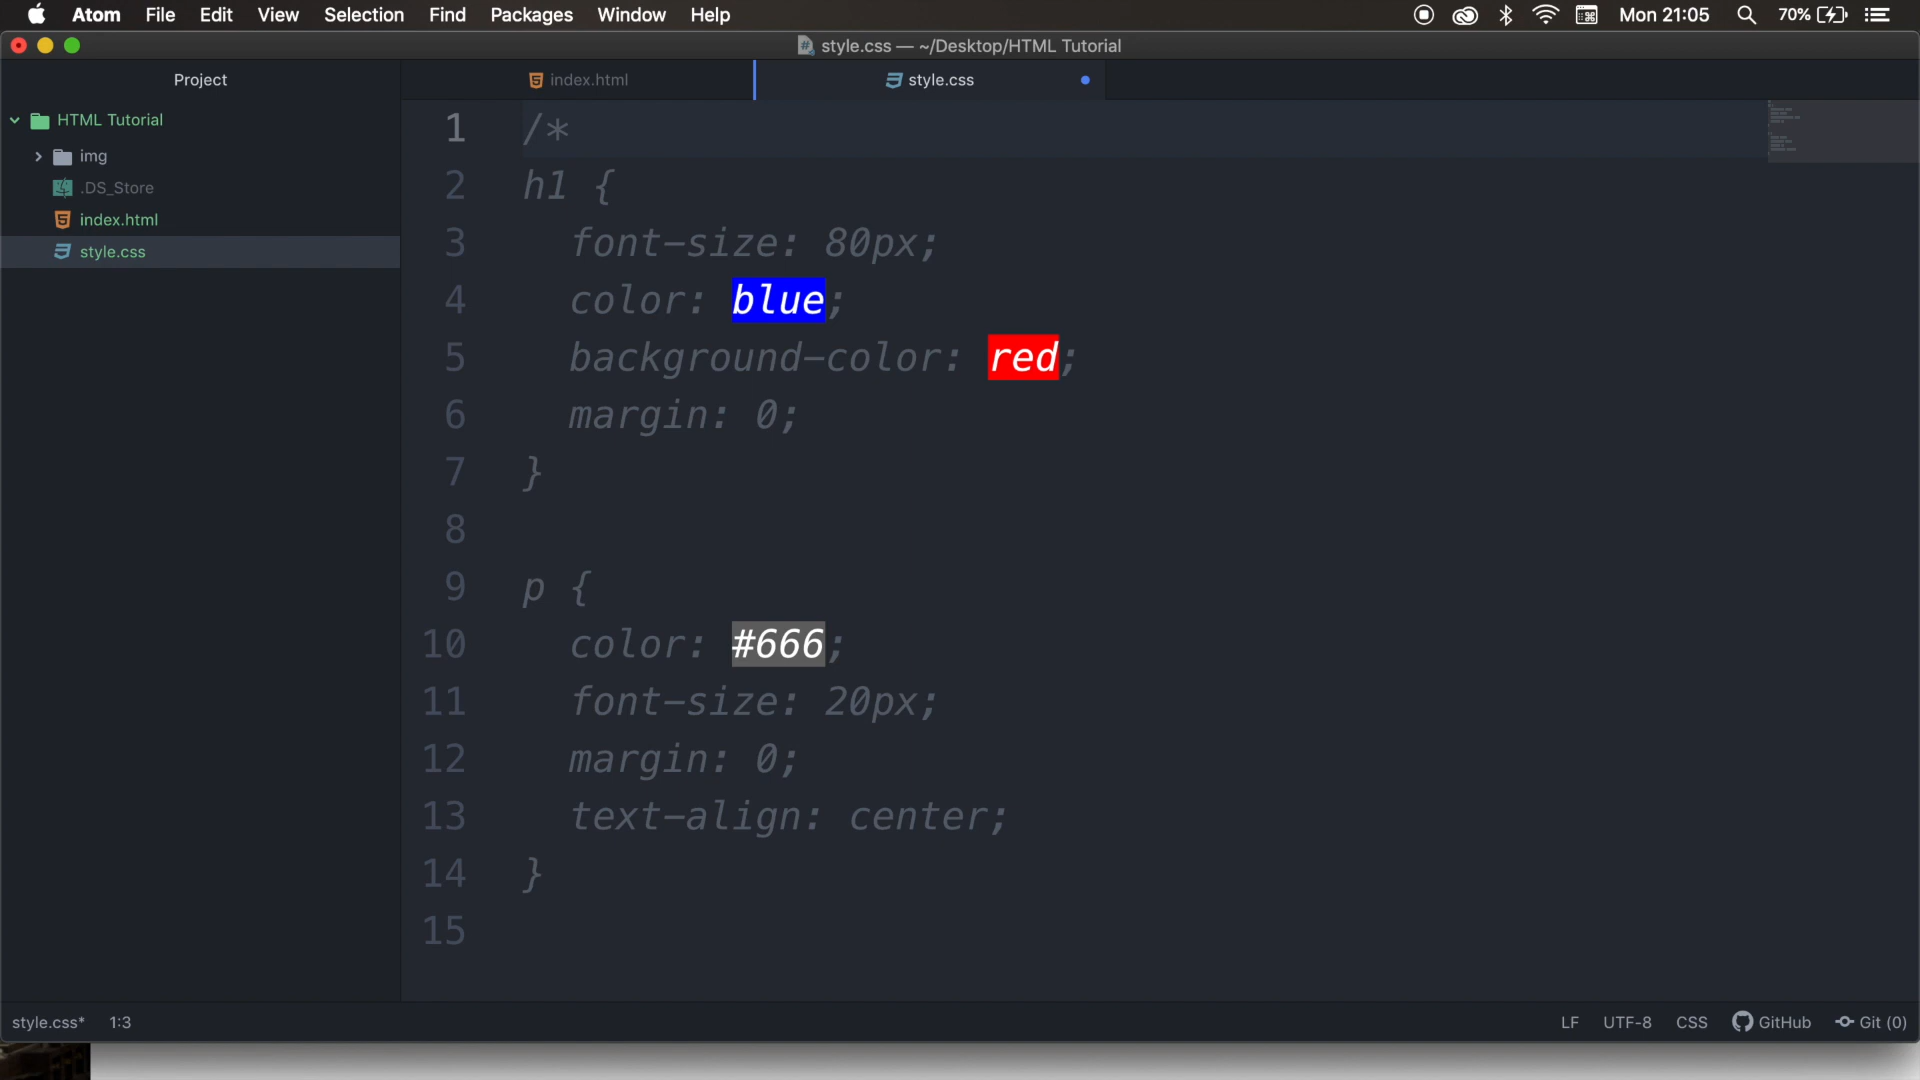 Atom File Edit View Selection Find Packages Window Help Mon 21:05 70%
style.css — ~/Desktop/HTML Tutorial
Project index.html style.css
HTML Tutorial
img
.DS_Store
index.html
style.css
1 /*
2 h1 {
3 font-size: 80px;
4 color: blue;
5 background-color: red;
6 margin: 0;
7 }
8
9 p {
10 color: #666;
11 font-size: 20px;
12 margin: 0;
13 text-align: center;
14 }
15
style.css* 1:3 LF UTF-8 CSS GitHub Git (0)